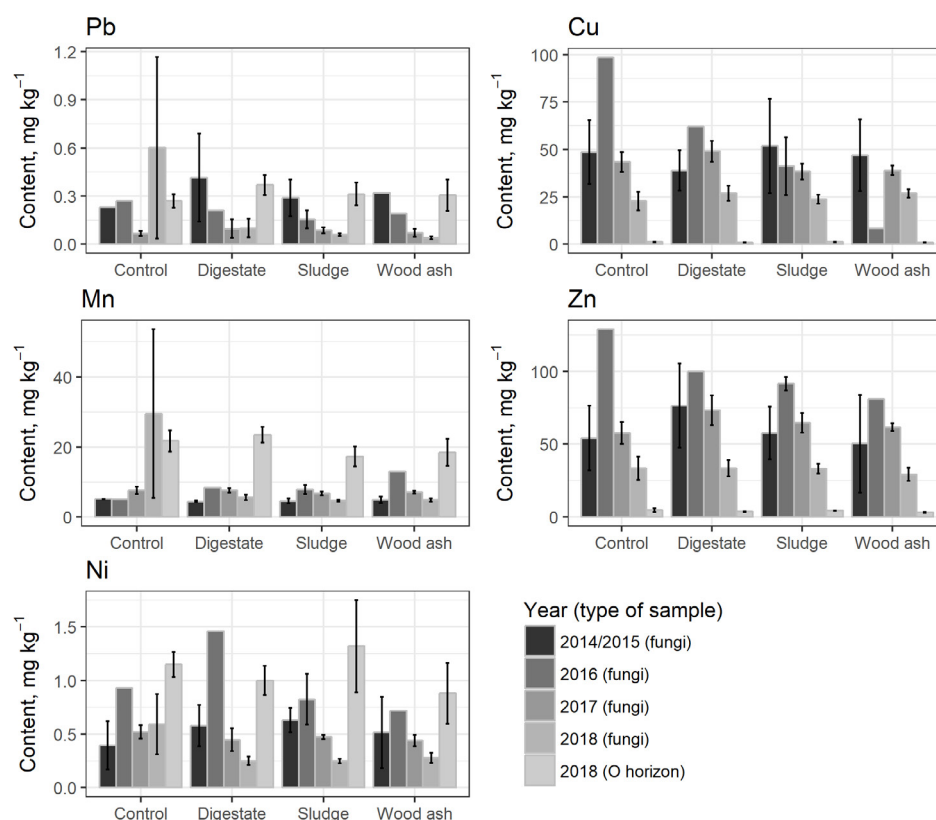 Pb
Content, mg kg⁻¹
1.2
0.9
0.6
0.3
0.0
Control Digestate Sludge Wood ash
Cu
Content, mg kg⁻¹
100
75
50
25
0
Control Digestate Sludge Wood ash
Mn
Content, mg kg⁻¹
40
20
0
Control Digestate Sludge Wood ash
Zn
Content, mg kg⁻¹
100
50
0
Control Digestate Sludge Wood ash
Ni
Content, mg kg⁻¹
1.5
1.0
0.5
0.0
Control Digestate Sludge Wood ash
Year (type of sample)
2014/2015 (fungi)
2016 (fungi)
2017 (fungi)
2018 (fungi)
2018 (O horizon)